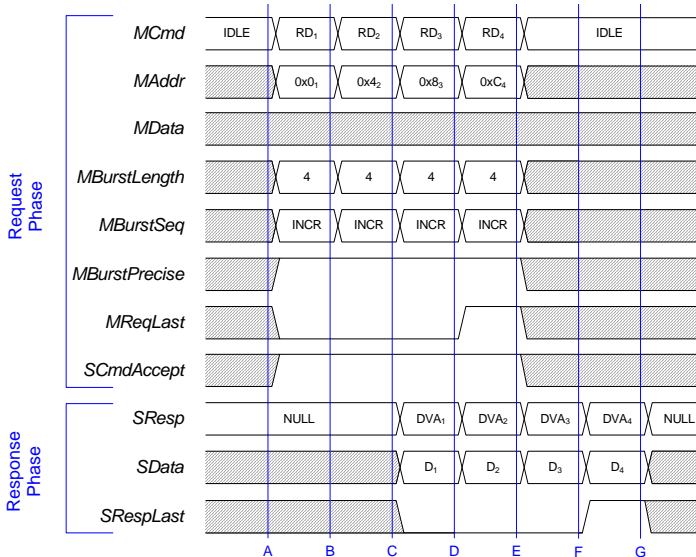 Request Phase
MCmd IDLE RD₁ RD₂ RD₃ RD₄ IDLE
MAddr 0x0₁ 0x4₂ 0x8₃ 0xC₄
MData
MBurstLength 4 4 4 4
MBurstSeq INCR INCR INCR INCR
MBurstPrecise
MReqLast
SCmdAccept
Response Phase
SResp NULL DVA₁ DVA₂ DVA₃ DVA₄ NULL
SData D₁ D₂ D₃ D₄
SRespLast
A B C D E F G